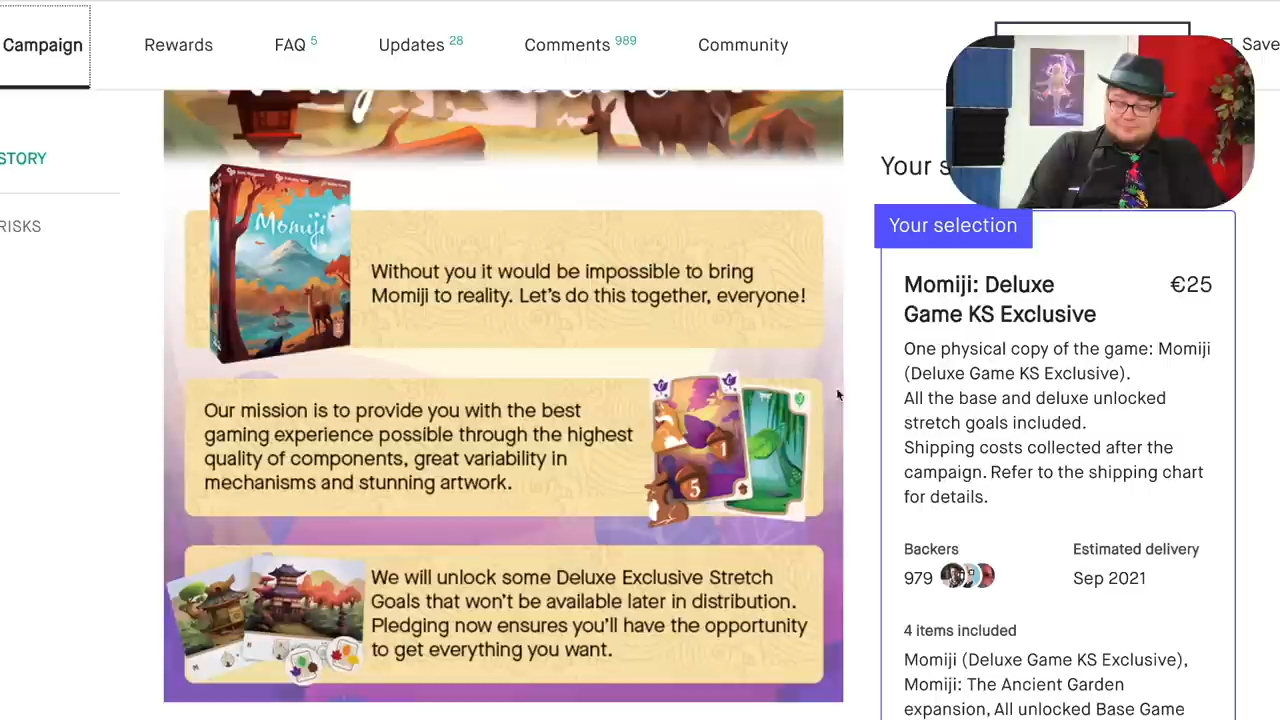 Campaign
Rewards
FAQ 5
Updates 28
Comments 989
Community
Save
STORY
RISKS
Momiji
Without you it would be impossible to bring
Momiji to reality. Let's do this together, everyone!
Our mission is to provide you with the best
gaming experience possible through the highest
quality of components, great variability in
mechanisms and stunning artwork.
1
5
We will unlock some Deluxe Exclusive Stretch
Goals that won't be available later in distribution.
Pledging now ensures you'll have the opportunity
to get everything you want.
Your s
Your selection
Momiji: Deluxe €25
Game KS Exclusive
One physical copy of the game: Momiji
(Deluxe Game KS Exclusive).
All the base and deluxe unlocked
stretch goals included.
Shipping costs collected after the
campaign. Refer to the shipping chart
for details.
Backers
979
Estimated delivery
Sep 2021
4 items included
Momiji (Deluxe Game KS Exclusive),
Momiji: The Ancient Garden
expansion, All unlocked Base Game